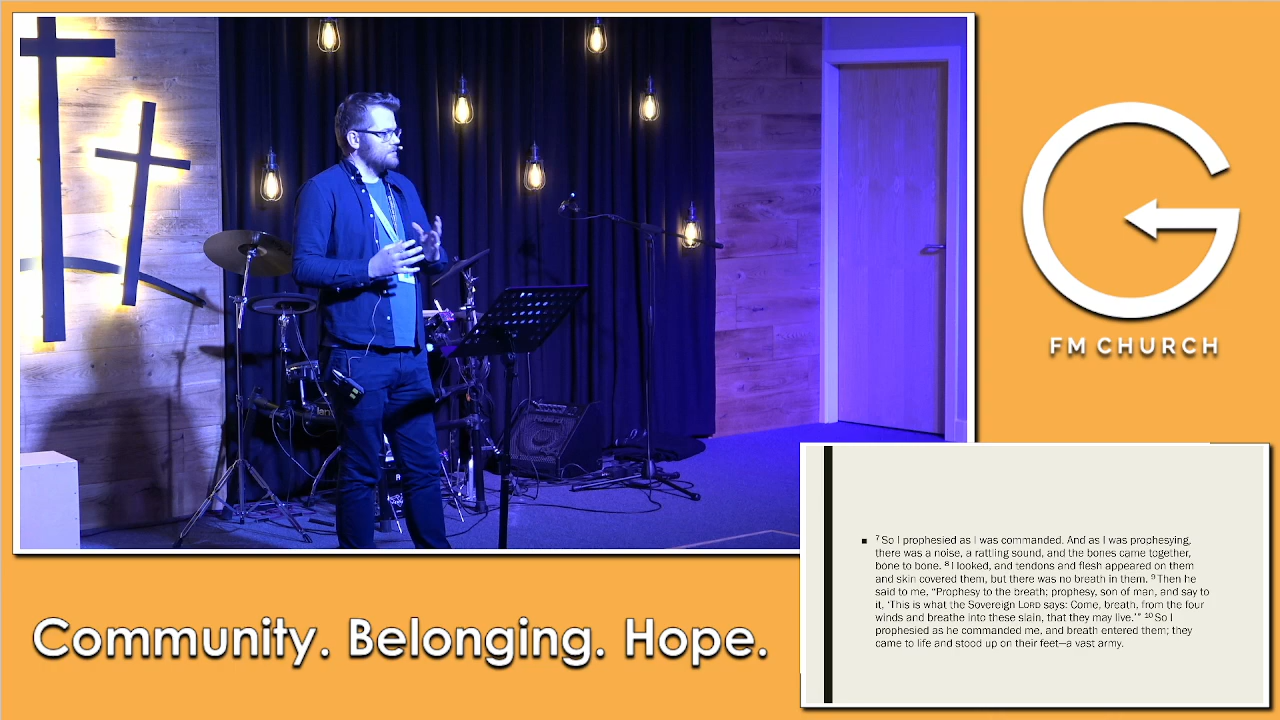 FM CHURCH
⁷ So I prophesied as I was commanded. And as I was prophesying,
there was a noise, a rattling sound, and the bones came together,
bone to bone. ⁸ I looked, and tendons and flesh appeared on them
and skin covered them, but there was no breath in them. ⁹ Then he
said to me, “Prophesy to the breath; prophesy, son of man, and say to
it, ‘This is what the Sovereign LORD says: Come, breath, from the four
winds and breathe into these slain, that they may live.’” ¹⁰ So I
prophesied as he commanded me, and breath entered them; they
came to life and stood up on their feet—a vast army.
Community. Belonging. Hope.